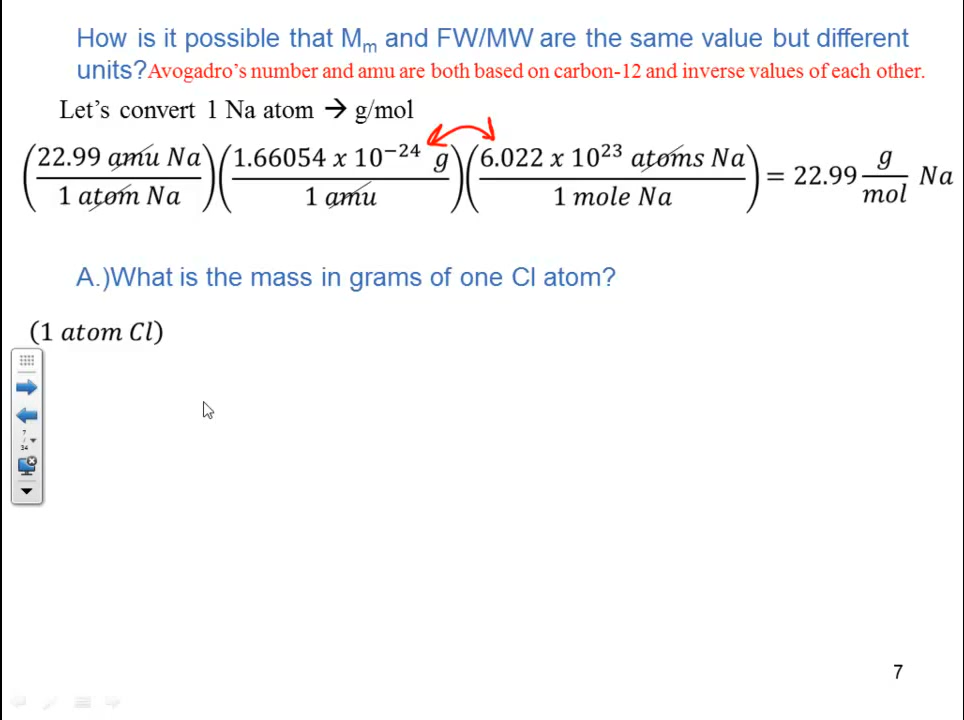 How is it possible that Mₘ and FW/MW are the same value but different
units? Avogadro's number and amu are both based on carbon-12 and inverse values of each other.
Let's convert 1 Na atom → g/mol
(22.99 amu Na / 1 atom Na)(1.66054 x 10⁻²⁴ g / 1 amu)(6.022 x 10²³ atoms Na / 1 mole Na) = 22.99 g/mol Na
A.)What is the mass in grams of one Cl atom?
(1 atom Cl)
7
/
34
7